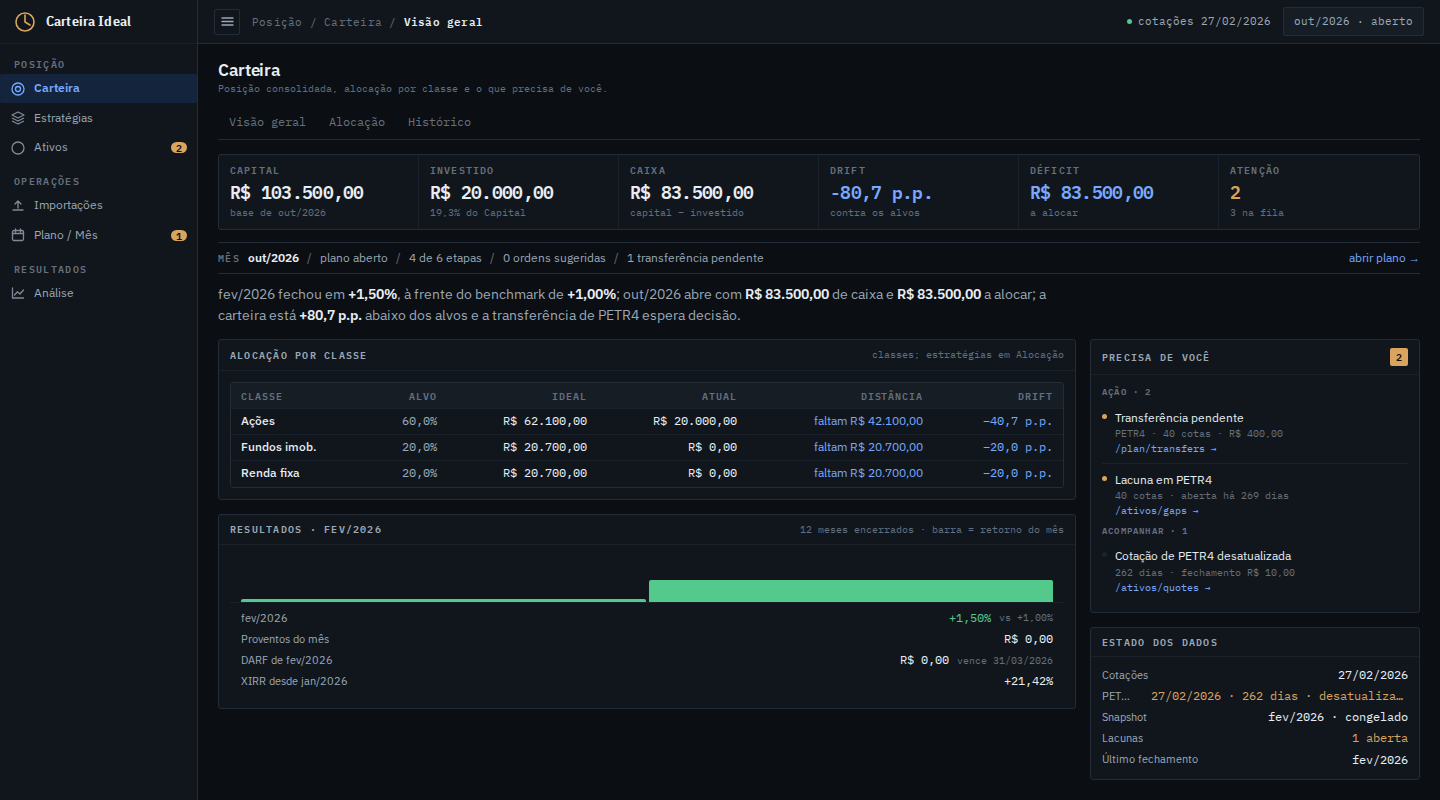 Carteira Ideal
Posição / Carteira / Visão geral
cotações 27/02/2026
out/2026 · aberto
POSIÇÃO
Carteira
Estratégias
Ativos 2
OPERAÇÕES
Importações
Plano / Mês 1
RESULTADOS
Análise
Carteira
Posição consolidada, alocação por classe e o que precisa de você.
Visão geral Alocação Histórico
CAPITAL INVESTIDO CAIXA DRIFT DÉFICIT ATENÇÃO
R$ 103.500,00 R$ 20.000,00 R$ 83.500,00 -80,7 p.p. R$ 83.500,00 2
base de out/2026 19,3% do Capital capital − investido contra os alvos a alocar 3 na fila
MÊS out/2026 / plano aberto / 4 de 6 etapas / 0 ordens sugeridas / 1 transferência pendente abrir plano →
fev/2026 fechou em +1,50%, à frente do benchmark de +1,00%; out/2026 abre com R$ 83.500,00 de caixa e R$ 83.500,00 a alocar; a
carteira está +80,7 p.p. abaixo dos alvos e a transferência de PETR4 espera decisão.
ALOCAÇÃO POR CLASSE classes; estratégias em Alocação
CLASSE ALVO IDEAL ATUAL DISTÂNCIA DRIFT
Ações 60,0% R$ 62.100,00 R$ 20.000,00 faltam R$ 42.100,00 −40,7 p.p.
Fundos imob. 20,0% R$ 20.700,00 R$ 0,00 faltam R$ 20.700,00 −20,0 p.p.
Renda fixa 20,0% R$ 20.700,00 R$ 0,00 faltam R$ 20.700,00 −20,0 p.p.
RESULTADOS · FEV/2026 12 meses encerrados · barra = retorno do mês
fev/2026 +1,50% vs +1,00%
Proventos do mês R$ 0,00
DARF de fev/2026 R$ 0,00 vence 31/03/2026
XIRR desde jan/2026 +21,42%
PRECISA DE VOCÊ 2
AÇÃO · 2
Transferência pendente
PETR4 · 40 cotas · R$ 400,00
/plan/transfers →
Lacuna em PETR4
40 cotas · aberta há 269 dias
/ativos/gaps →
ACOMPANHAR · 1
Cotação de PETR4 desatualizada
262 dias · fechamento R$ 10,00
/ativos/quotes →
ESTADO DOS DADOS
Cotações 27/02/2026
PET… 27/02/2026 · 262 dias · desatualiza…
Snapshot fev/2026 · congelado
Lacunas 1 aberta
Último fechamento fev/2026